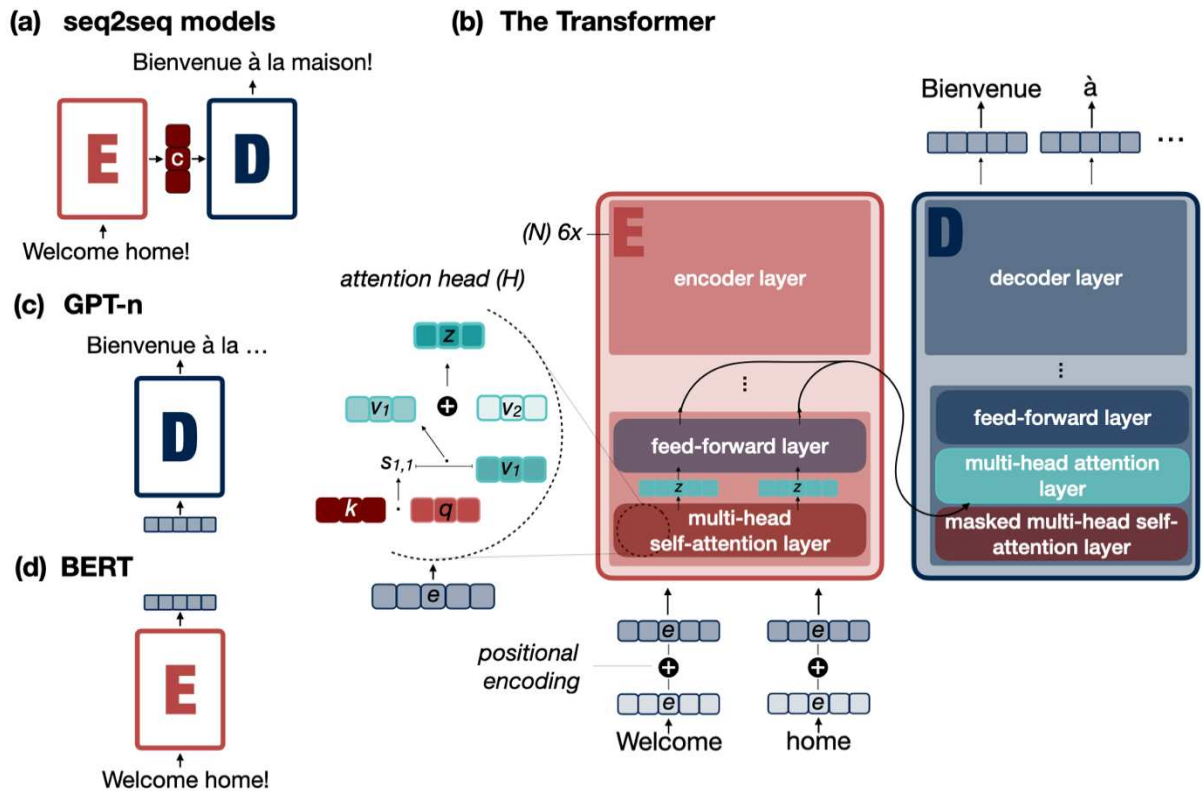 (a) seq2seq models
Bienvenue à la maison!
E
c
D
Welcome home!
(b) The Transformer
Bienvenue
à
...
(N) 6x
E
encoder layer
D
decoder layer
...
...
feed-forward layer
z
z
multi-head
self-attention layer
feed-forward layer
multi-head attention
layer
masked multi-head self-
attention layer
attention head (H)
z
v1
+
v2
s1,1
v1
k
q
e
e
e
positional
encoding
+
+
e
e
Welcome
home
(c) GPT-n
Bienvenue à la ...
D
(d) BERT
E
Welcome home!